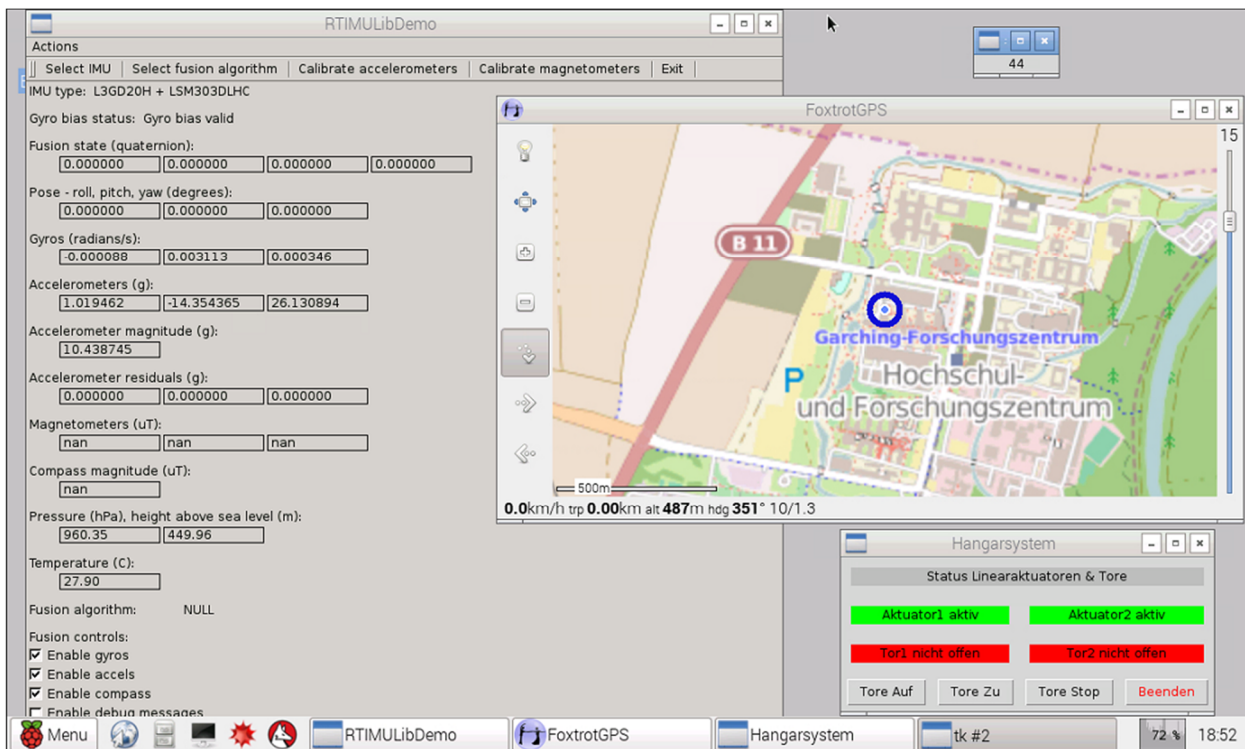 RTIMULibDemo
Actions
Select IMU Select fusion algorithm Calibrate accelerometers Calibrate magnetometers Exit
IMU type: L3GD20H + LSM303DLHC
Gyro bias status: Gyro bias valid
Fusion state (quaternion):
0.000000 0.000000 0.000000 0.000000
Pose - roll, pitch, yaw (degrees):
0.000000 0.000000 0.000000
Gyros (radians/s):
-0.000088 0.003113 0.000346
Accelerometers (g):
1.019462 -14.354365 26.130894
Accelerometer magnitude (g):
10.438745
Accelerometer residuals (g):
0.000000 0.000000 0.000000
Magnetometers (uT):
nan nan nan
Compass magnitude (uT):
nan
Pressure (hPa), height above sea level (m):
960.35 449.96
Temperature (C):
27.90
Fusion algorithm: NULL
Fusion controls:
Enable gyros
Enable accels
Enable compass
Enable debug messages
44
FoxtrotGPS
15
B 11
Garching-Forschungszentrum
P
Hochschul-
und Forschungszentrum
500m
0.0km/h trp 0.00km alt 487m hdg 351° 10/1.3
Hangarsystem
Status Linearaktuatoren & Tore
Aktuator1 aktiv Aktuator2 aktiv
Tor1 nicht offen Tor2 nicht offen
Tore Auf Tore Zu Tore Stop Beenden
Menu RTIMULibDemo FoxtrotGPS Hangarsystem tk #2 72 % 18:52